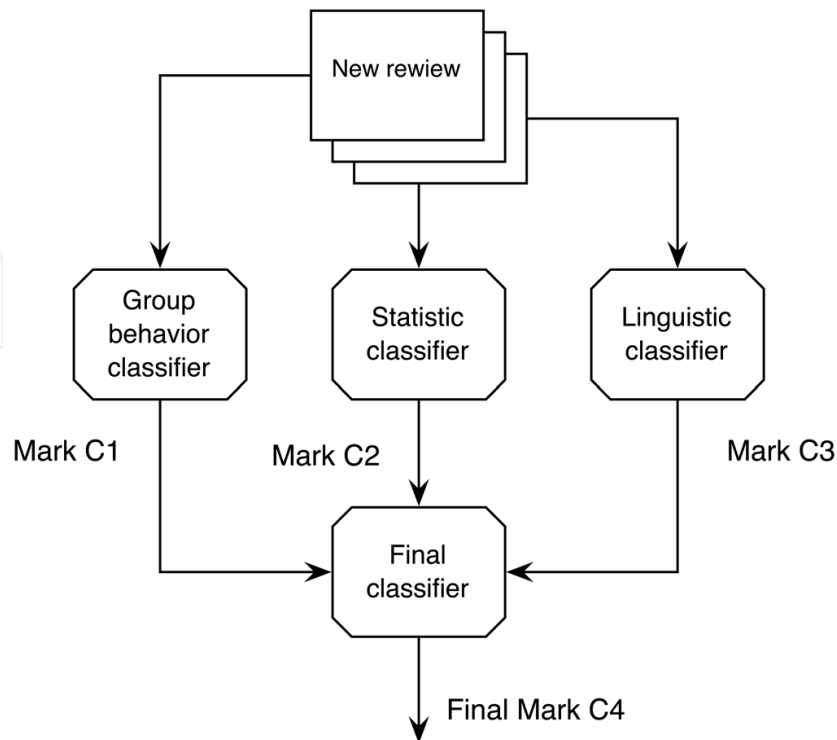 New rewiew
Group
behavior
classifier
Statistic
classifier
Linguistic
classifier
Mark C1
Mark C2
Mark C3
Final
classifier
Final Mark C4